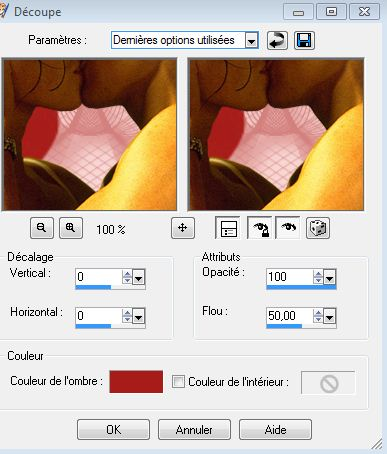 Découpe
Paramètres :
Dernières options utilisées
100 %
Décalage
Vertical :
0
Horizontal :
0
Attributs
Opacité :
100
Flou :
50,00
Couleur
Couleur de l'ombre :
Couleur de l'intérieur :
OK
Annuler
Aide